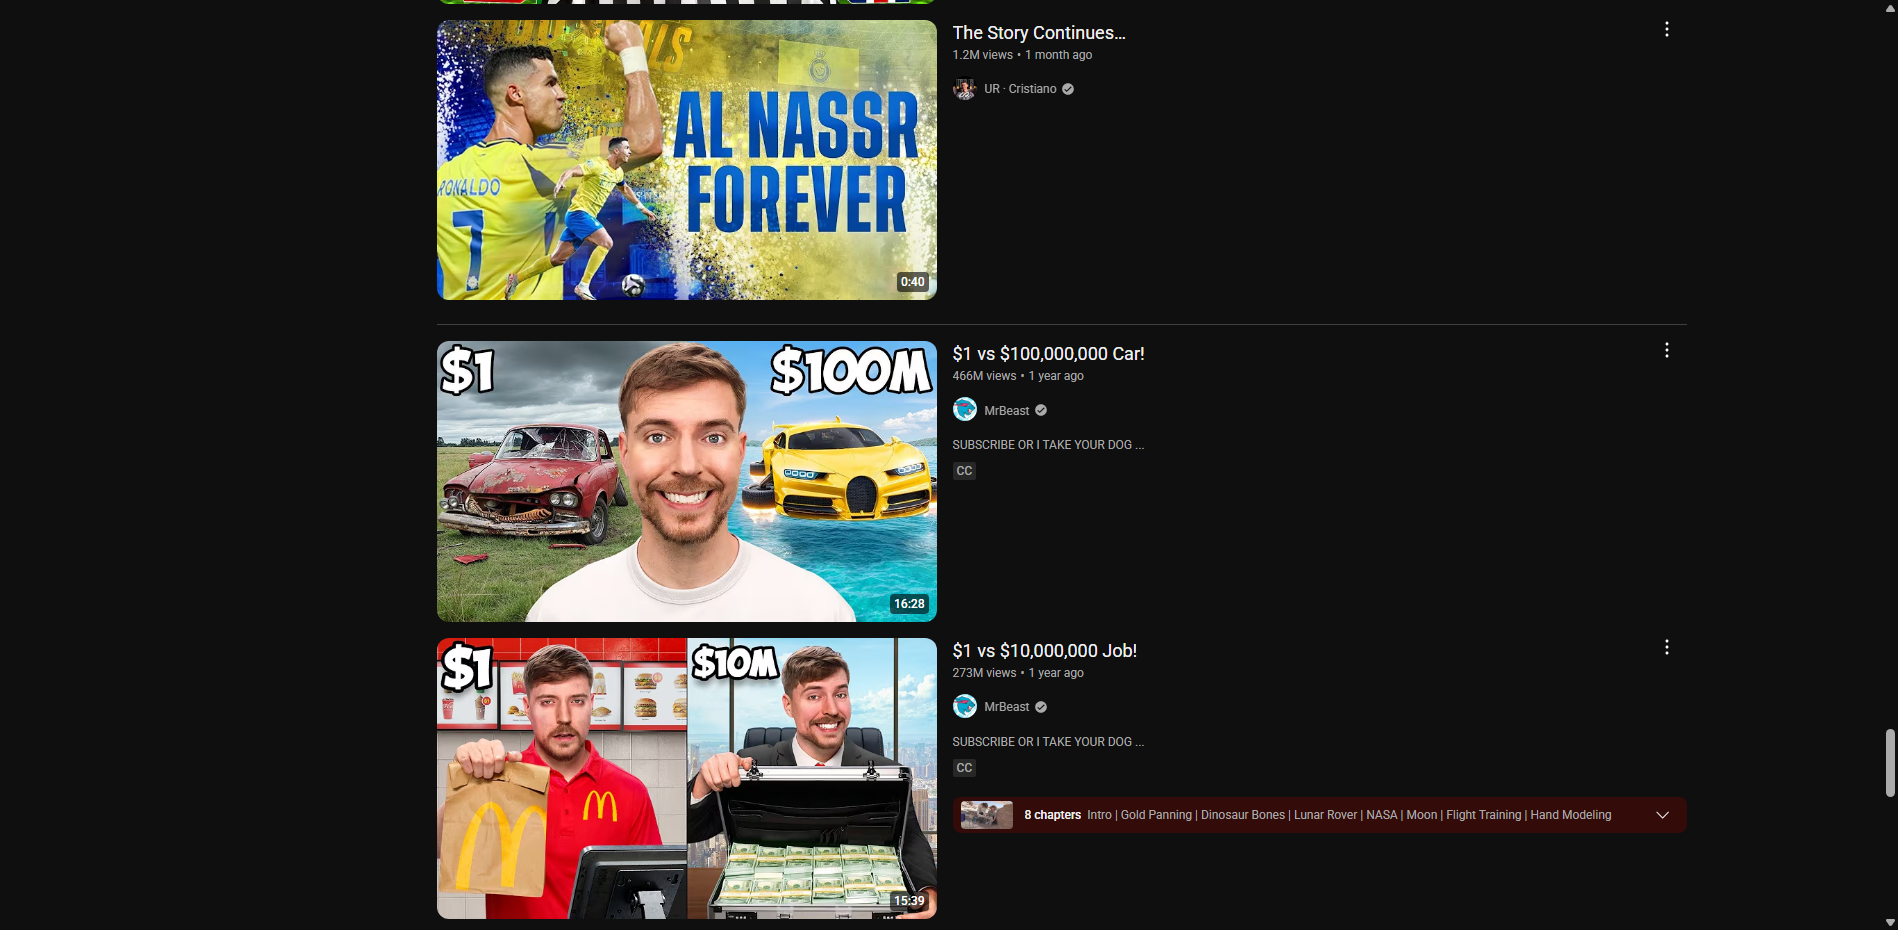 The Story Continues...
1.2M views • 1 month ago
UR · Cristiano
AL NASSR
FOREVER
RONALDO
7
0:40
$1
$100M
16:28
$1 vs $100,000,000 Car!
466M views • 1 year ago
MrBeast
SUBSCRIBE OR I TAKE YOUR DOG ...
CC
$1
$10M
15:39
$1 vs $10,000,000 Job!
273M views • 1 year ago
MrBeast
SUBSCRIBE OR I TAKE YOUR DOG ...
CC
8 chapters Intro | Gold Panning | Dinosaur Bones | Lunar Rover | NASA | Moon | Flight Training | Hand Modeling